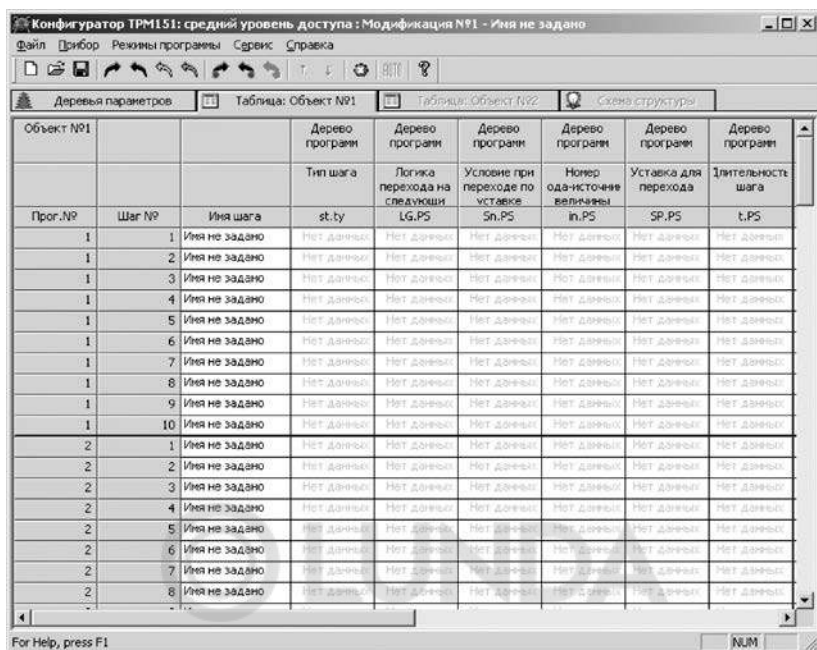 Конфигуратор ТРМ151: средний уровень доступа : Модификация №1 - Имя не задано
Файл Прибор Режимы программы Сервис Справка
Деревья параметров Таблица: Объект №1 Таблица: Объект №2 Схема структуры
Объект №1 Дерево программ Дерево программ Дерево программ Дерево программ Дерево программ Дерево программ
Тип шага Логика перехода на следующи Условие при переходе по уставке Номер ода-источние величины Уставка для перехода Длительность шага
Прог.№ Шаг № Имя шага st.ty LG.PS Sn.PS in.PS SP.PS t.PS
1 1 Имя не задано Нет данных Нет данных Нет данных Нет данных Нет данных Нет данных
1 2 Имя не задано Нет данных Нет данных Нет данных Нет данных Нет данных Нет данных
1 3 Имя не задано Нет данных Нет данных Нет данных Нет данных Нет данных Нет данных
1 4 Имя не задано Нет данных Нет данных Нет данных Нет данных Нет данных Нет данных
1 5 Имя не задано Нет данных Нет данных Нет данных Нет данных Нет данных Нет данных
1 6 Имя не задано Нет данных Нет данных Нет данных Нет данных Нет данных Нет данных
1 7 Имя не задано Нет данных Нет данных Нет данных Нет данных Нет данных Нет данных
1 8 Имя не задано Нет данных Нет данных Нет данных Нет данных Нет данных Нет данных
1 9 Имя не задано Нет данных Нет данных Нет данных Нет данных Нет данных Нет данных
1 10 Имя не задано Нет данных Нет данных Нет данных Нет данных Нет данных Нет данных
2 1 Имя не задано Нет данных Нет данных Нет данных Нет данных Нет данных Нет данных
2 2 Имя не задано Нет данных Нет данных Нет данных Нет данных Нет данных Нет данных
2 3 Имя не задано Нет данных Нет данных Нет данных Нет данных Нет данных Нет данных
2 4 Имя не задано Нет данных Нет данных Нет данных Нет данных Нет данных Нет данных
2 5 Имя не задано Нет данных Нет данных Нет данных Нет данных Нет данных Нет данных
2 6 Имя не задано Нет данных Нет данных Нет данных Нет данных Нет данных Нет данных
2 7 Имя не задано Нет данных Нет данных Нет данных Нет данных Нет данных Нет данных
2 8 Имя не задано Нет данных Нет данных Нет данных Нет данных Нет данных Нет данных
LUNDA
For Help, press F1 NUM